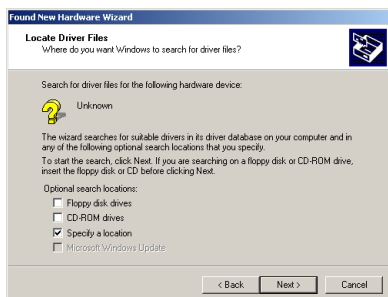 Found New Hardware Wizard
Locate Driver Files
Where do you want Windows to search for driver files?
Search for driver files for the following hardware device:
Unknown
The wizard searches for suitable drivers in its driver database on your computer and in
any of the following optional search locations that you specify.
To start the search, click Next. If you are searching on a floppy disk or CD-ROM drive,
insert the floppy disk or CD before clicking Next.
Optional search locations:
Floppy disk drives
CD-ROM drives
Specify a location
Microsoft Windows Update
< Back Next > Cancel